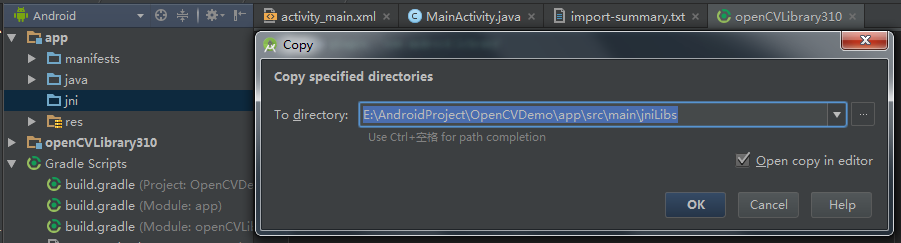 Android
activity_main.xml
MainActivity.java
import-summary.txt
openCVLibrary310
app
manifests
java
jni
res
openCVLibrary310
Gradle Scripts
build.gradle (Project: OpenCVDe
build.gradle (Module: app)
build.gradle (Module: openCVLi
Copy
Copy specified directories
To directory: E:\AndroidProject\OpenCVDemo\app\src\main\jniLibs
Use Ctrl+空格 for path completion
Open copy in editor
OK Cancel Help